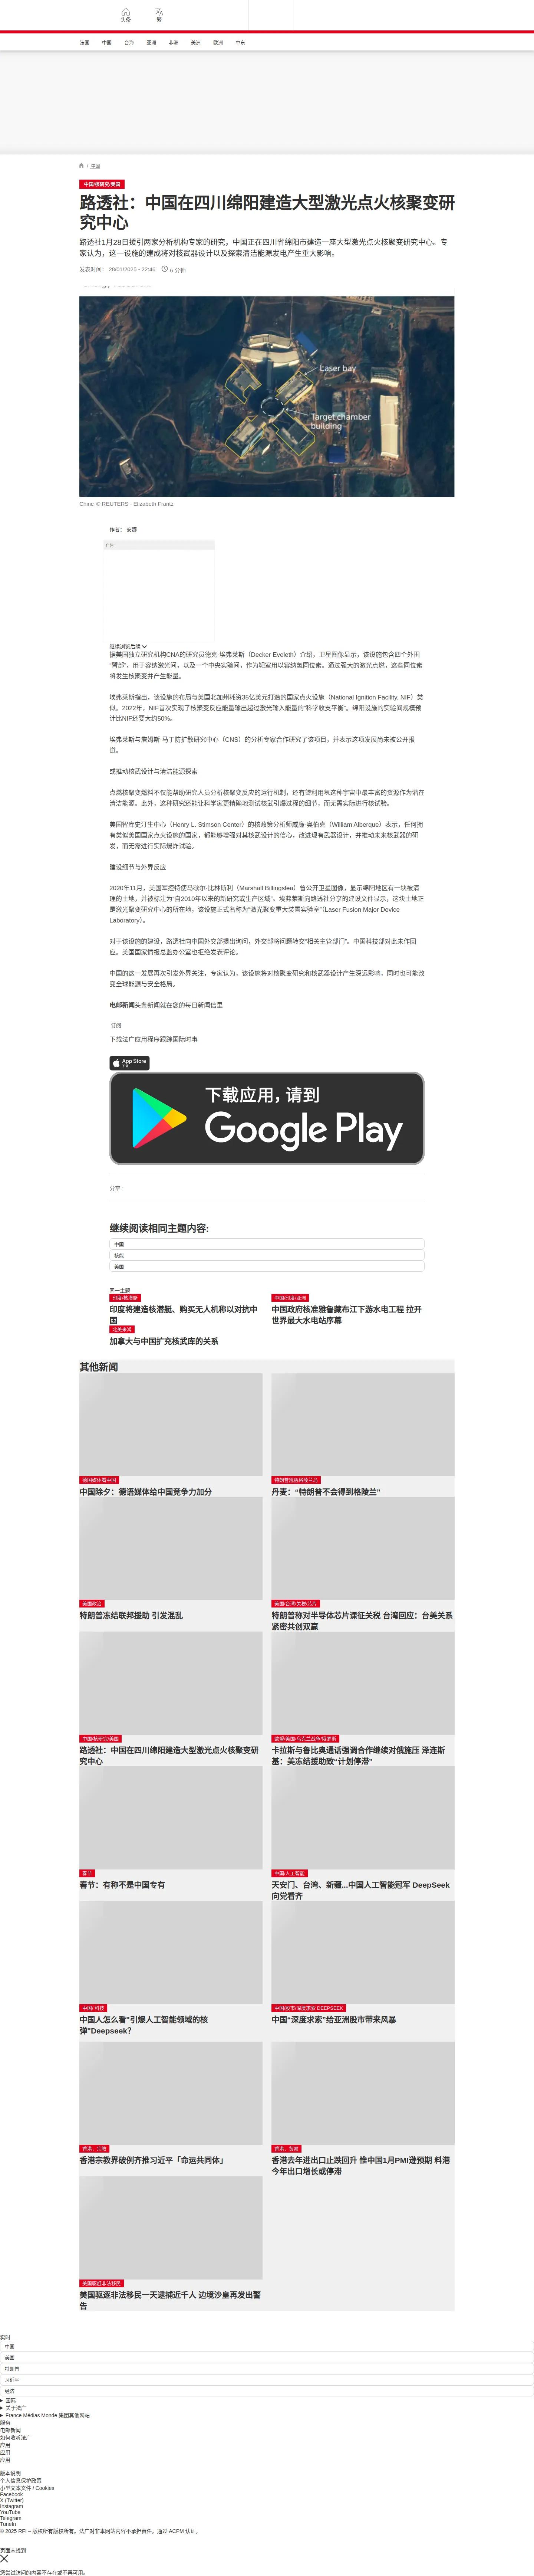 头条
繁
法国
中国
台海
亚洲
非洲
美洲
欧洲
中东
/ 中国
中国/核研究/美国
路透社：中国在四川绵阳建造大型激光点火核聚变研
究中心
路透社1月28日援引两家分析机构专家的研究，中国正在四川省绵阳市建造一座大型激光点火核聚变研究中心。专
家认为，这一设施的建成将对核武器设计以及探索清洁能源发电产生重大影响。
发表时间： 28/01/2025 - 22:46
6 分钟
Laser bay
Target chamber
building
Chine © REUTERS - Elizabeth Frantz
作者： 安娜
广告
继续浏览后续
据美国独立研究机构CNA的研究员德克·埃弗莱斯（Decker Eveleth）介绍，卫星图像显示，该设施包含四个外围
“臂部”，用于容纳激光间，以及一个中央实验间，作为靶室用以容纳氢同位素。通过强大的激光点燃，这些同位素
将发生核聚变并产生能量。
埃弗莱斯指出，该设施的布局与美国北加州耗资35亿美元打造的国家点火设施（National Ignition Facility, NIF）类
似。2022年，NIF首次实现了核聚变反应能量输出超过激光输入能量的“科学收支平衡”。绵阳设施的实验间规模预
计比NIF还要大约50%。
埃弗莱斯与詹姆斯·马丁防扩散研究中心（CNS）的分析专家合作研究了该项目，并表示这项发展尚未被公开报
道。
或推动核武设计与清洁能源探索
点燃核聚变燃料不仅能帮助研究人员分析核聚变反应的运行机制，还有望利用氢这种宇宙中最丰富的资源作为潜在
清洁能源。此外，这种研究还能让科学家更精确地测试核武引爆过程的细节，而无需实际进行核试验。
美国智库史汀生中心（Henry L. Stimson Center）的核政策分析师威廉·奥伯克（William Alberque）表示，任何拥
有类似美国国家点火设施的国家，都能够增强对其核武设计的信心，改进现有武器设计，并推动未来核武器的研
发，而无需进行实际爆炸试验。
建设细节与外界反应
2020年11月，美国军控特使马歇尔·比林斯利（Marshall Billingslea）曾公开卫星图像，显示绵阳地区有一块被清
理的土地，并被标注为“自2010年以来的新研究或生产区域”。埃弗莱斯向路透社分享的建设文件显示，这块土地正
是激光聚变研究中心的所在地，该设施正式名称为“激光聚变重大装置实验室”（Laser Fusion Major Device
Laboratory）。
对于该设施的建设，路透社向中国外交部提出询问，外交部将问题转交“相关主管部门”。中国科技部对此未作回
应。美国国家情报总监办公室也拒绝发表评论。
中国的这一发展再次引发外界关注，专家认为，该设施将对核聚变研究和核武器设计产生深远影响，同时也可能改
变全球能源与安全格局。
电邮新闻头条新闻就在您的每日新闻信里
订阅
下载法广应用程序跟踪国际时事
App Store
下载应用，请到
Google Play
分享 :
继续阅读相同主题内容:
中国
核能
美国
同一主题
印度/核潜艇
印度将建造核潜艇、购买无人机称以对抗中
国
中国/印度/亚洲
中国政府核准雅鲁藏布江下游水电工程 拉开
世界最大水电站序幕
北美来鸿
加拿大与中国扩充核武库的关系
其他新闻
德国媒体看中国
中国除夕：德语媒体给中国竞争力加分
特朗普觊觎格陵兰岛
丹麦：“特朗普不会得到格陵兰”
美国政治
特朗普冻结联邦援助 引发混乱
美国/台湾/关税/芯片
特朗普称对半导体芯片课征关税 台湾回应：台美关系
紧密共创双赢
中国/核研究/美国
路透社：中国在四川绵阳建造大型激光点火核聚变研
究中心
欧盟/美国/乌克兰战争/俄罗斯
卡拉斯与鲁比奥通话强调合作继续对俄施压 泽连斯
基：美冻结援助致“计划停滞”
春节
春节：有称不是中国专有
中国/人工智能
天安门、台湾、新疆...中国人工智能冠军 DeepSeek
向党看齐
中国/ 科技
中国人怎么看"引爆人工智能领域的核
弹"Deepseek？
中国/股市/深度求索 DEEPSEEK
中国“深度求索”给亚洲股市带来风暴
香港．宗教
香港宗教界破例齐推习近平「命运共同体」
香港．贸易
香港去年进出口止跌回升 惟中国1月PMI逊预期 料港
今年出口增长或停滞
美国驱赶非法移民
美国驱逐非法移民一天逮捕近千人 边境沙皇再发出警
告
实时
中国
美国
特朗普
习近平
经济
国际
关于法广
France Médias Monde 集团其他网站
服务
电邮新闻
如何收听法广
应用
应用
应用
版本说明
个人信息保护政策
小型文本文件 / Cookies
Facebook
X (Twitter)
Instagram
YouTube
Telegram
TuneIn
© 2025 RFI – 版权所有版权所有。法广对非本网站内容不承担责任。通过 ACPM 认证。
页面未找到
您尝试访问的内容不存在或不再可用。